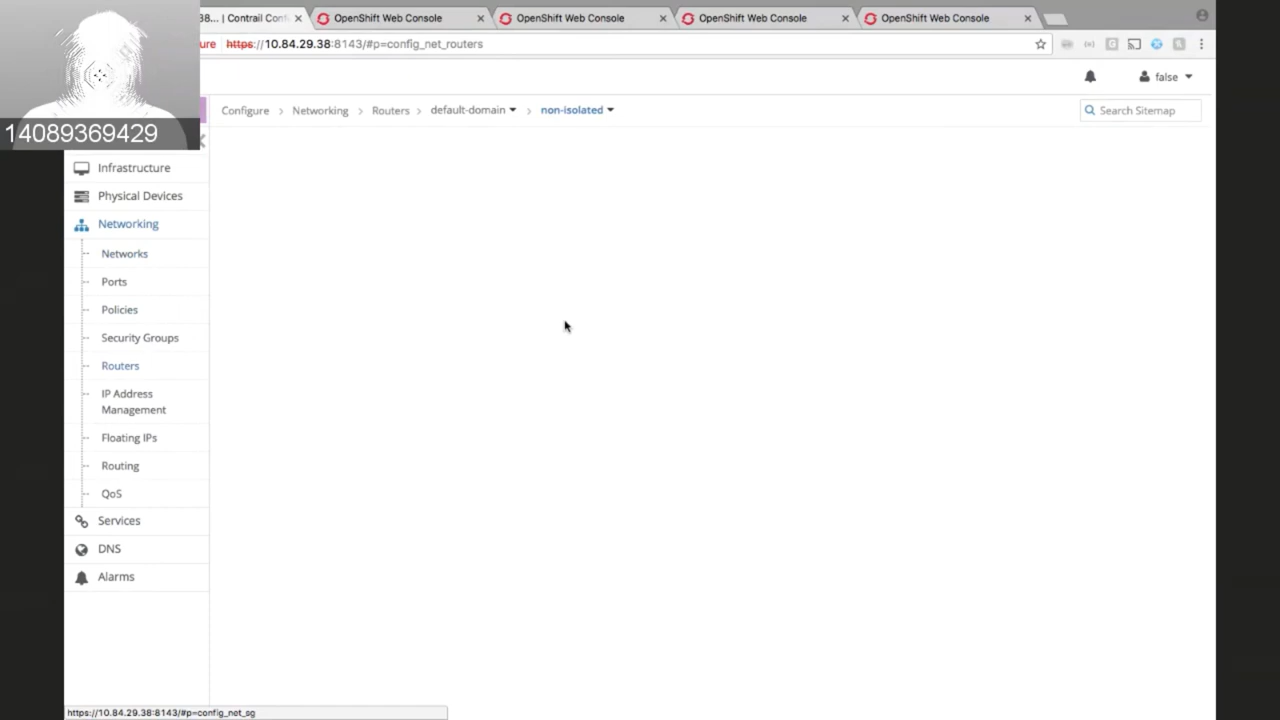 38... | Contrail Conf
OpenShift Web Console
OpenShift Web Console
OpenShift Web Console
OpenShift Web Console
ure https://10.84.29.38:8143/#p=config_net_routers
false
14089369429
Configure > Networking > Routers > default-domain > non-isolated
Search Sitemap
Infrastructure
Physical Devices
Networking
Networks
Ports
Policies
Security Groups
Routers
IP Address
Management
Floating IPs
Routing
QoS
Services
DNS
Alarms
https://10.84.29.38:8143/#p=config_net_sg